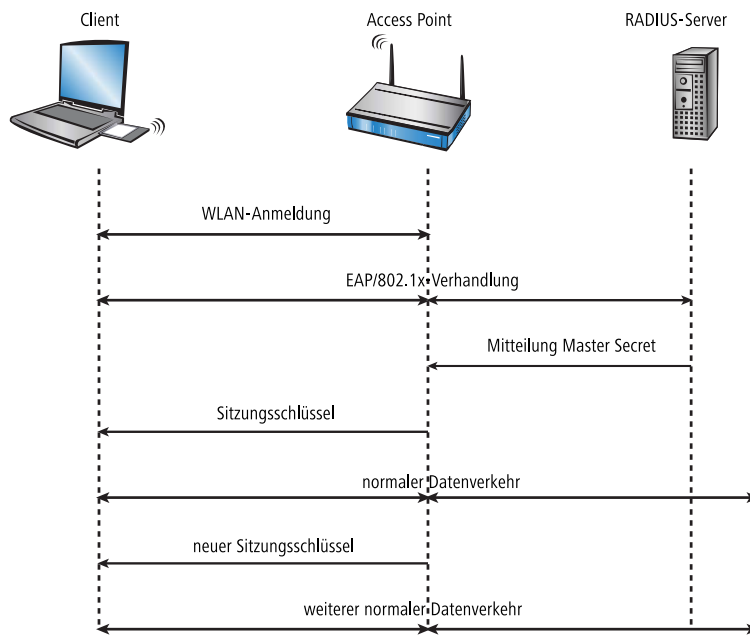 Client
Access Point
RADIUS-Server
WLAN-Anmeldung
EAP/802.1x-Verhandlung
Mitteilung Master Secret
Sitzungsschlüssel
normaler Datenverkehr
neuer Sitzungsschlüssel
weiterer normaler Datenverkehr